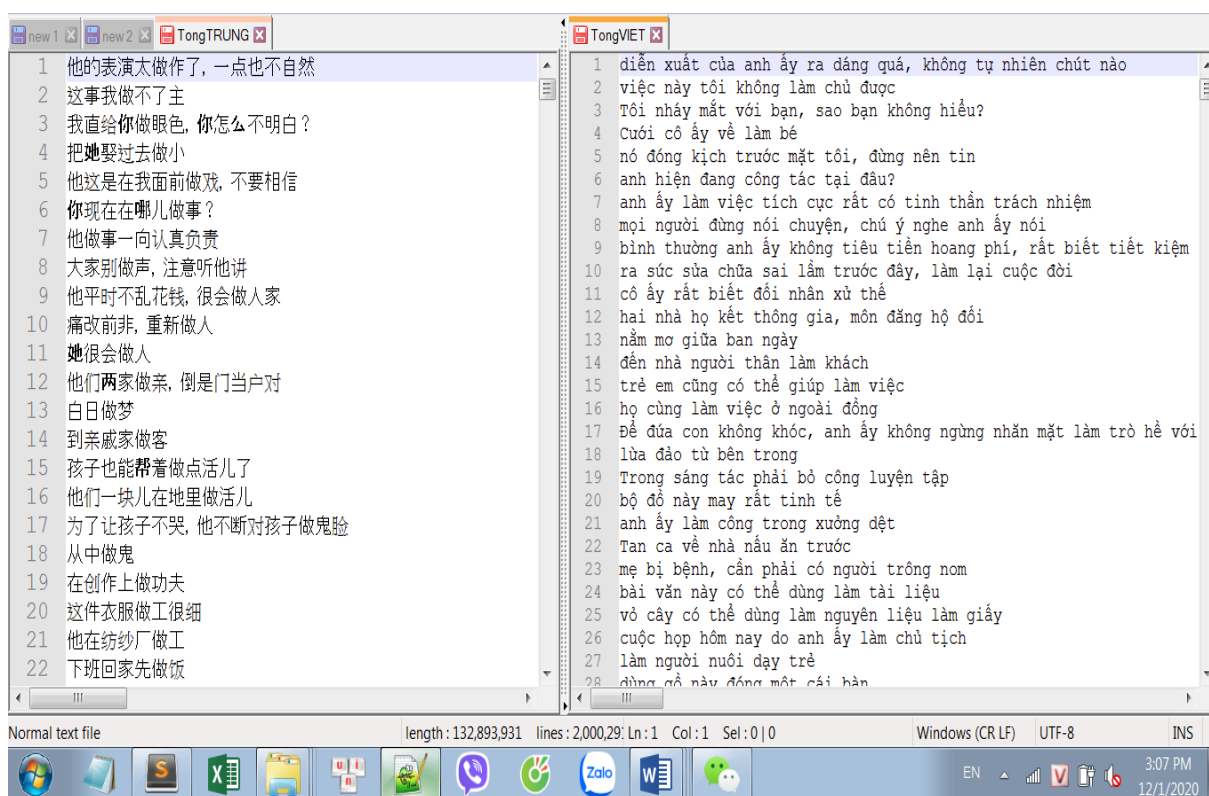 new 1 new 2 TongTRUNG TongVIET
1 他的表演太做作了, 一点也不自然
2 这事我做不了主
3 我直给你做眼色, 你怎么不明白?
4 把她娶过去做小
5 他这是在我面前做戏, 不要相信
6 你现在在哪儿做事?
7 他做事一向认真负责
8 大家别做声, 注意听他讲
9 他平时不乱花钱, 很会做人家
10 痛改前非, 重新做人
11 她很会做人
12 他们两家做亲, 倒是门当户对
13 白日做梦
14 到亲戚家做客
15 孩子也能帮着做点活儿了
16 他们一块儿在地里做活儿
17 为了让孩子不哭, 他不断对孩子做鬼脸
18 从中做鬼
19 在创作上做功夫
20 这件衣服做工很细
21 他在纺纱厂做工
22 下班回家先做饭
1 diễn xuất của anh ấy ra dáng quá, không tự nhiên chút nào
2 việc này tôi không làm chủ được
3 Tôi nháy mắt với bạn, sao bạn không hiểu?
4 Cưới cô ấy về làm bé
5 nó đóng kịch trước mặt tôi, đừng nên tin
6 anh hiện đang công tác tại đâu?
7 anh ấy làm việc tích cực rất có tinh thần trách nhiệm
8 mọi người đừng nói chuyện, chú ý nghe anh ấy nói
9 bình thường anh ấy không tiêu tiền hoang phí, rất biết tiết kiệm
10 ra sức sửa chữa sai lầm trước đây, làm lại cuộc đời
11 cô ấy rất biết đối nhân xử thế
12 hai nhà họ kết thông gia, môn đăng hộ đối
13 nằm mơ giữa ban ngày
14 đến nhà người thân làm khách
15 trẻ em cũng có thể giúp làm việc
16 họ cùng làm việc ở ngoài đồng
17 Để đứa con không khóc, anh ấy không ngừng nhăn mặt làm trò hề với
18 lừa đảo từ bên trong
19 Trong sáng tác phải bỏ công luyện tập
20 bộ đồ này may rất tinh tế
21 anh ấy làm công trong xưởng dệt
22 Tan ca về nhà nấu ăn trước
23 mẹ bị bệnh, cần phải có người trông nom
24 bài văn này có thể dùng làm tài liệu
25 vỏ cây có thể dùng làm nguyên liệu làm giấy
26 cuộc họp hôm nay do anh ấy làm chủ tịch
27 làm người nuôi dạy trẻ
28 dùng gỗ này đóng một cái bàn
Normal text file length : 132,893,931 lines : 2,000,29 Ln : 1 Col : 1 Sel : 0 | 0 Windows (CR LF) UTF-8 INS
S u i n Zalo W EN V 3:07 PM
12/1/2020